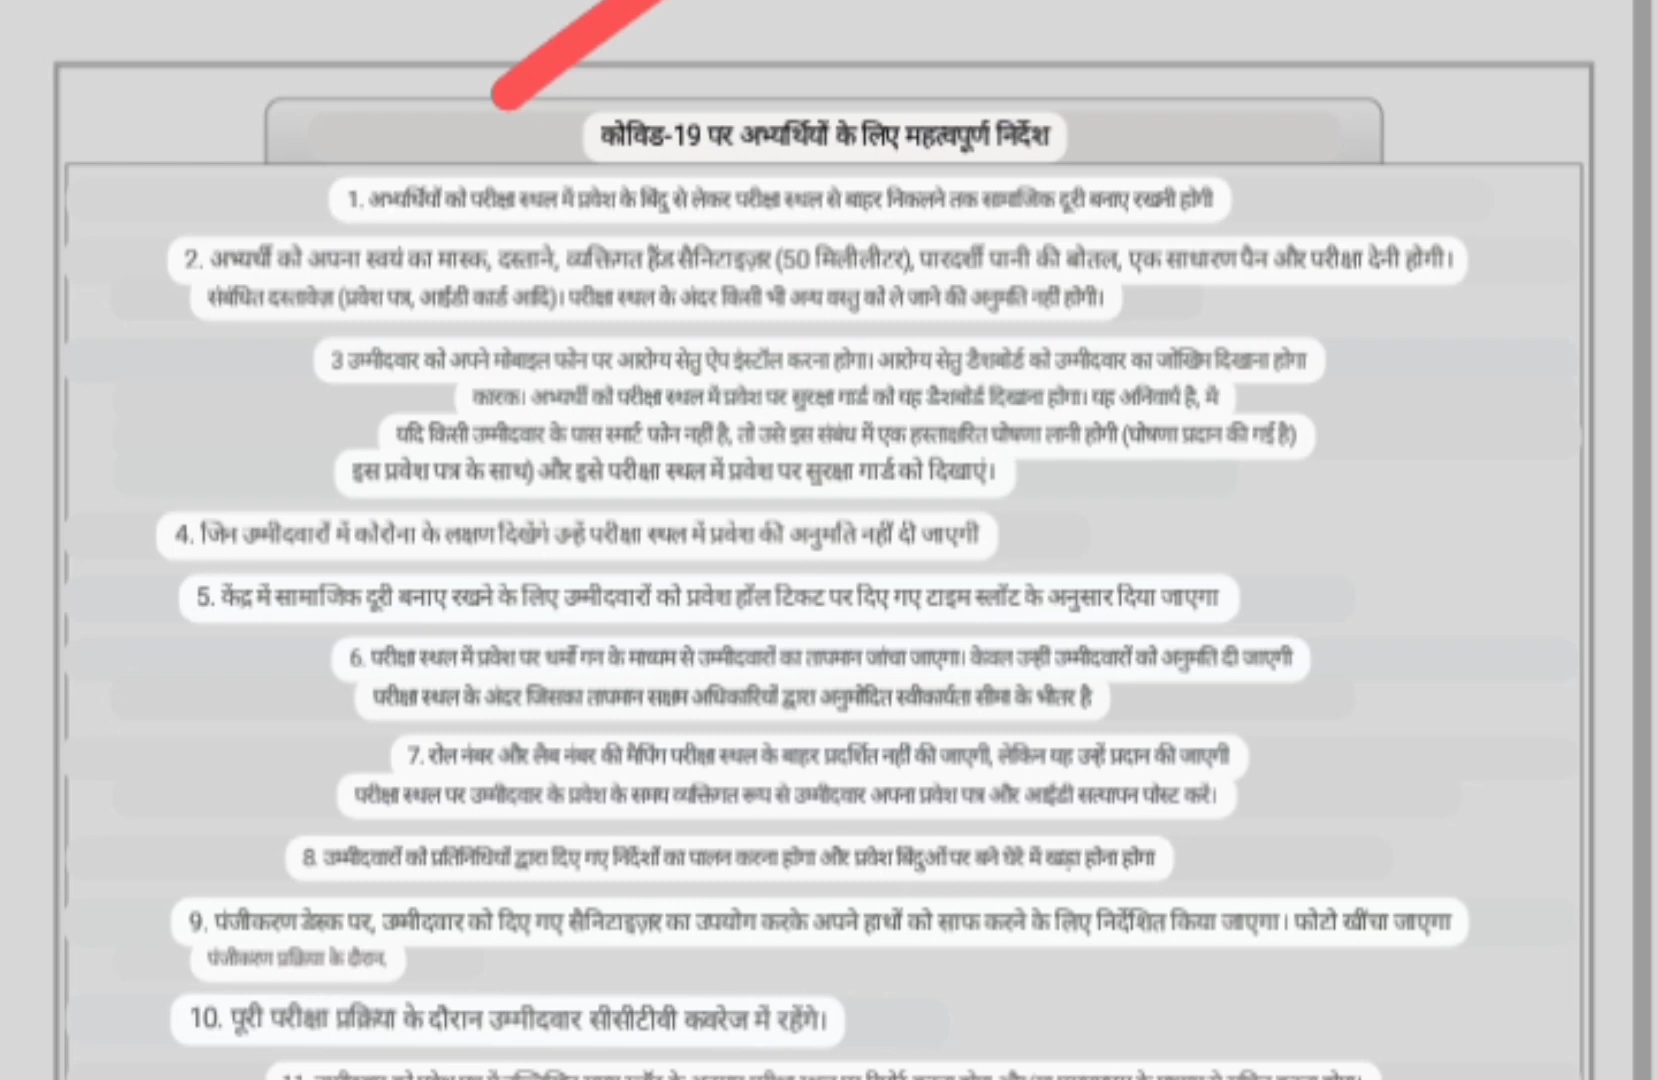 कोविड-19 पर अभ्यर्थियों के लिए महत्वपूर्ण निर्देश
1. अभ्यर्थियों को परीक्षा स्थल में प्रवेश के बिंदु से लेकर परीक्षा स्थल से बाहर निकलने तक सामाजिक दूरी बनाए रखनी होगी
2. अभ्यर्थी को अपना स्वयं का मास्क, दस्ताने, व्यक्तिगत हैंड सैनिटाइज़र (50 मिलीलीटर), पारदर्शी पानी की बोतल, एक साधारण पैन और परीक्षा देनी होगी।
संबंधित दस्तावेज़ (प्रवेश पत्र, आईडी कार्ड आदि)। परीक्षा स्थल के अंदर किसी भी अन्य वस्तु को ले जाने की अनुमति नहीं होगी।
3 उम्मीदवार को अपने मोबाइल फोन पर आरोग्य सेतु ऐप इंस्टॉल करना होगा। आरोग्य सेतु डैशबोर्ड को उम्मीदवार का जोखिम दिखाना होगा
कारक। अभ्यर्थी को परीक्षा स्थल में प्रवेश पर सुरक्षा गार्ड को यह डैशबोर्ड दिखाना होगा। यह अनिवार्य है, मे
यदि किसी उम्मीदवार के पास स्मार्ट फोन नहीं है, तो उसे इस संबंध में एक हस्ताक्षरित घोषणा लानी होगी (घोषणा प्रदान की गई है)
इस प्रवेश पत्र के साथ) और इसे परीक्षा स्थल में प्रवेश पर सुरक्षा गार्ड को दिखाएं।
4. जिन उम्मीदवारों में कोरोना के लक्षण दिखेंगे उन्हें परीक्षा स्थल में प्रवेश की अनुमति नहीं दी जाएगी
5. केंद्र में सामाजिक दूरी बनाए रखने के लिए उम्मीदवारों को प्रवेश हॉल टिकट पर दिए गए टाइम स्लॉट के अनुसार दिया जाएगा
6. परीक्षा स्थल में प्रवेश पर थर्मो गन के माध्यम से उम्मीदवारों का तापमान जांचा जाएगा। केवल उन्हीं उम्मीदवारों को अनुमति दी जाएगी
परीक्षा स्थल के अंदर जिसका तापमान सक्षम अधिकारियों द्वारा अनुमोदित स्वीकार्यता सीमा के भीतर है
7. रोल नंबर और लैब नंबर की मैपिंग परीक्षा स्थल के बाहर प्रदर्शित नहीं की जाएगी, लेकिन यह उन्हें प्रदान की जाएगी
परीक्षा स्थल पर उम्मीदवार के प्रवेश के समय व्यक्तिगत रूप से उम्मीदवार अपना प्रवेश पत्र और आईडी सत्यापन पोस्ट करें।
8. उम्मीदवारों को प्रतिनिधियों द्वारा दिए गए निर्देशों का पालन करना होगा और प्रवेश बिंदुओं पर बने घेरे में खड़ा होना होगा
9. पंजीकरण डेस्क पर, उम्मीदवार को दिए गए सैनिटाइज़र का उपयोग करके अपने हाथों को साफ करने के लिए निर्देशित किया जाएगा। फोटो खींचा जाएगा
पंजीकरण प्रक्रिया के दौरान,
10. पूरी परीक्षा प्रक्रिया के दौरान उम्मीदवार सीसीटीवी कवरेज में रहेंगे।